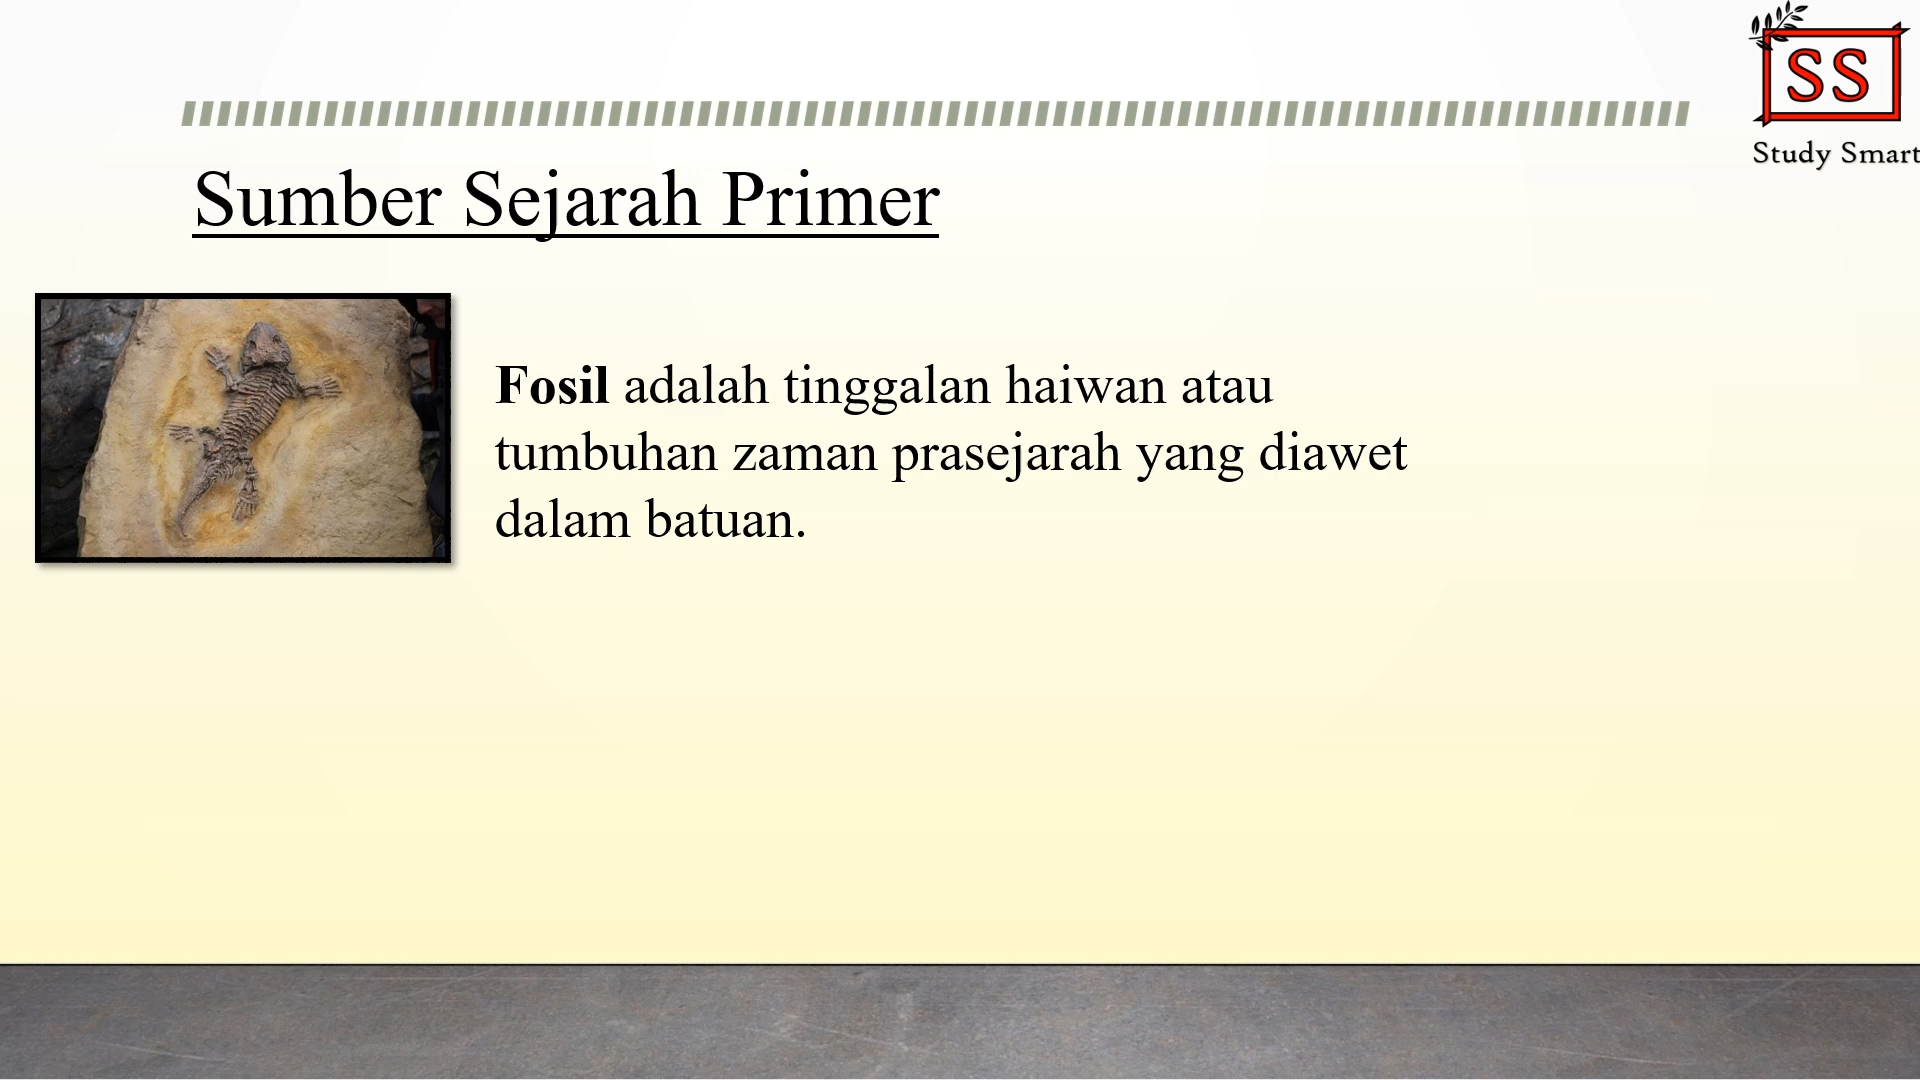 SS
Study Smart
Sumber Sejarah Primer
Fosil adalah tinggalan haiwan atau
tumbuhan zaman prasejarah yang diawet
dalam batuan.